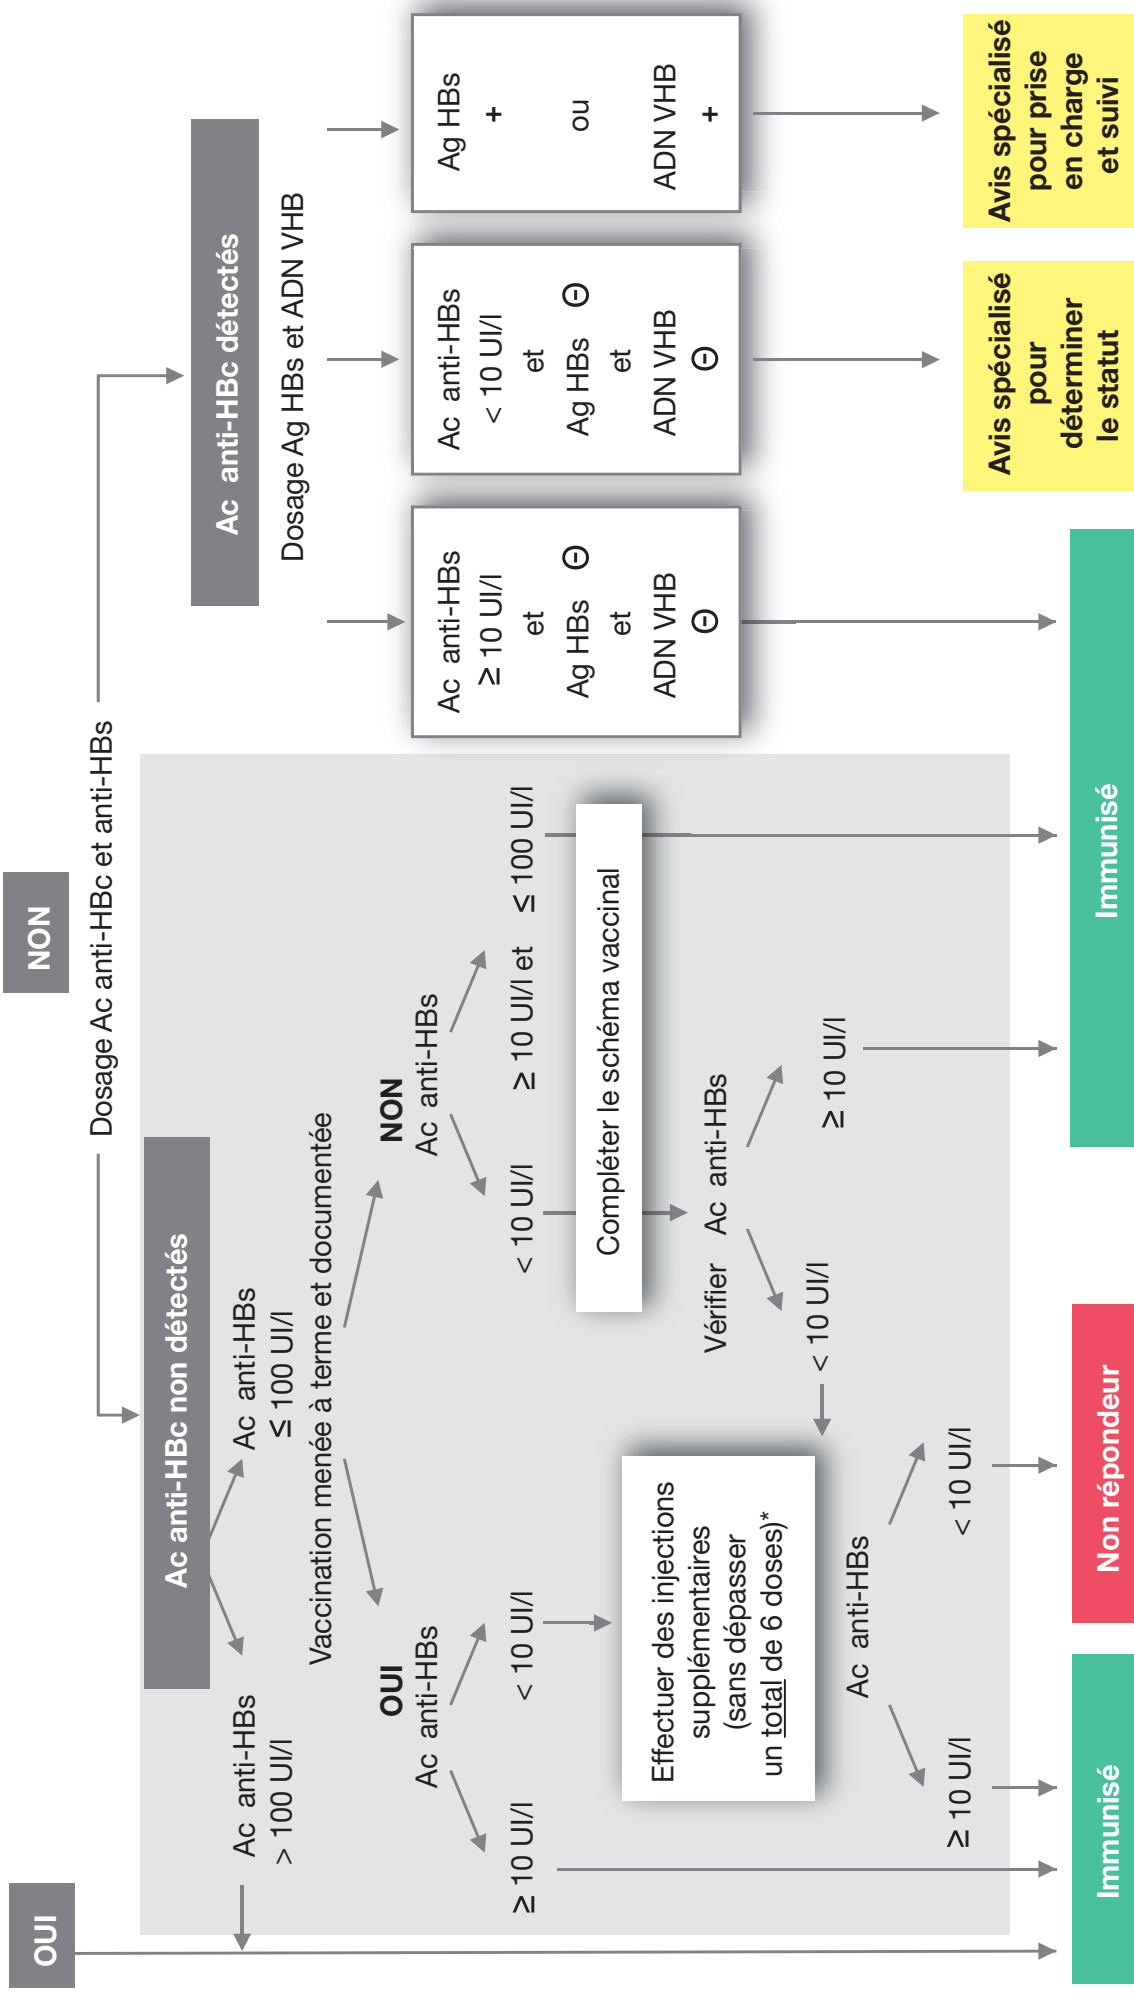 OUI
NON
Dosage Ac anti-HBc et anti-HBs
Ac anti-HBc non détectés
Ac anti-HBc détectés
Ac anti-HBs
> 100 UI/l
Ac anti-HBs
≤ 100 UI/l
Vaccination menée à terme et documentée
OUI
Ac anti-HBs
NON
Ac anti-HBs
≥ 10 UI/l
< 10 UI/l
< 10 UI/l
≥ 10 UI/l et ≤ 100 UI/l
Effectuer des injections
supplémentaires
(sans dépasser
un total de 6 doses)*
Compléter le schéma vaccinal
Vérifier Ac anti-HBs
< 10 UI/l
≥ 10 UI/l
Ac anti-HBs
≥ 10 UI/l
< 10 UI/l
Dosage Ag HBs et ADN VHB
Ac anti-HBs
≥ 10 UI/l
et
Ag HBs ⊖
et
ADN VHB
⊖
Ac anti-HBs
< 10 UI/l
et
Ag HBs ⊖
et
ADN VHB
⊖
Ag HBs
+
ou
ADN VHB
+
Immunisé
Non répondeur
Immunisé
Avis spécialisé
pour
déterminer
le statut
Avis spécialisé
pour prise
en charge
et suivi